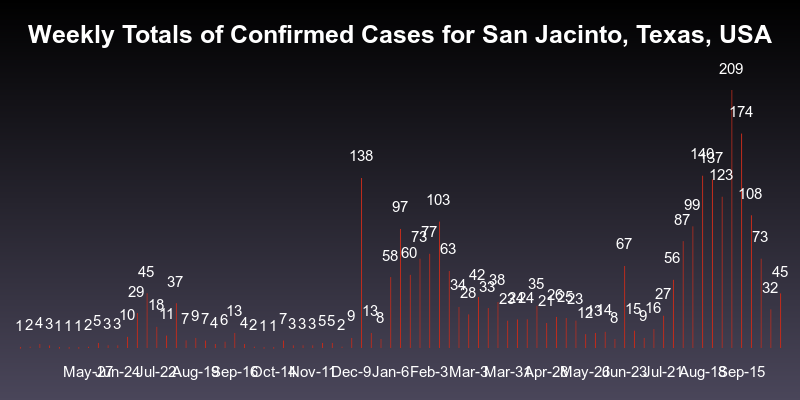 Weekly Totals of Confirmed Cases for San Jacinto, Texas, USA
1 2 4 3 1 1 1 2 5 3 3 10 29 45 18 11 37 7 9 7 4 6 13 4 2 1 1 7 3 3 3 5 5 2 9 138 13 8 58 97 60 73 77 103 63 34 28 42 33 38 23 24 24 35 21 26 25 23 12 13 14 8 67 15 9 16 27 56 87 99 140 137 123 209 174 108 73 32 45
May-27 Jun-24 Jul-22 Aug-19 Sep-16 Oct-14 Nov-11 Dec-9 Jan-6 Feb-3 Mar-3 Mar-31 Apr-28 May-26 Jun-23 Jul-21 Aug-18 Sep-15